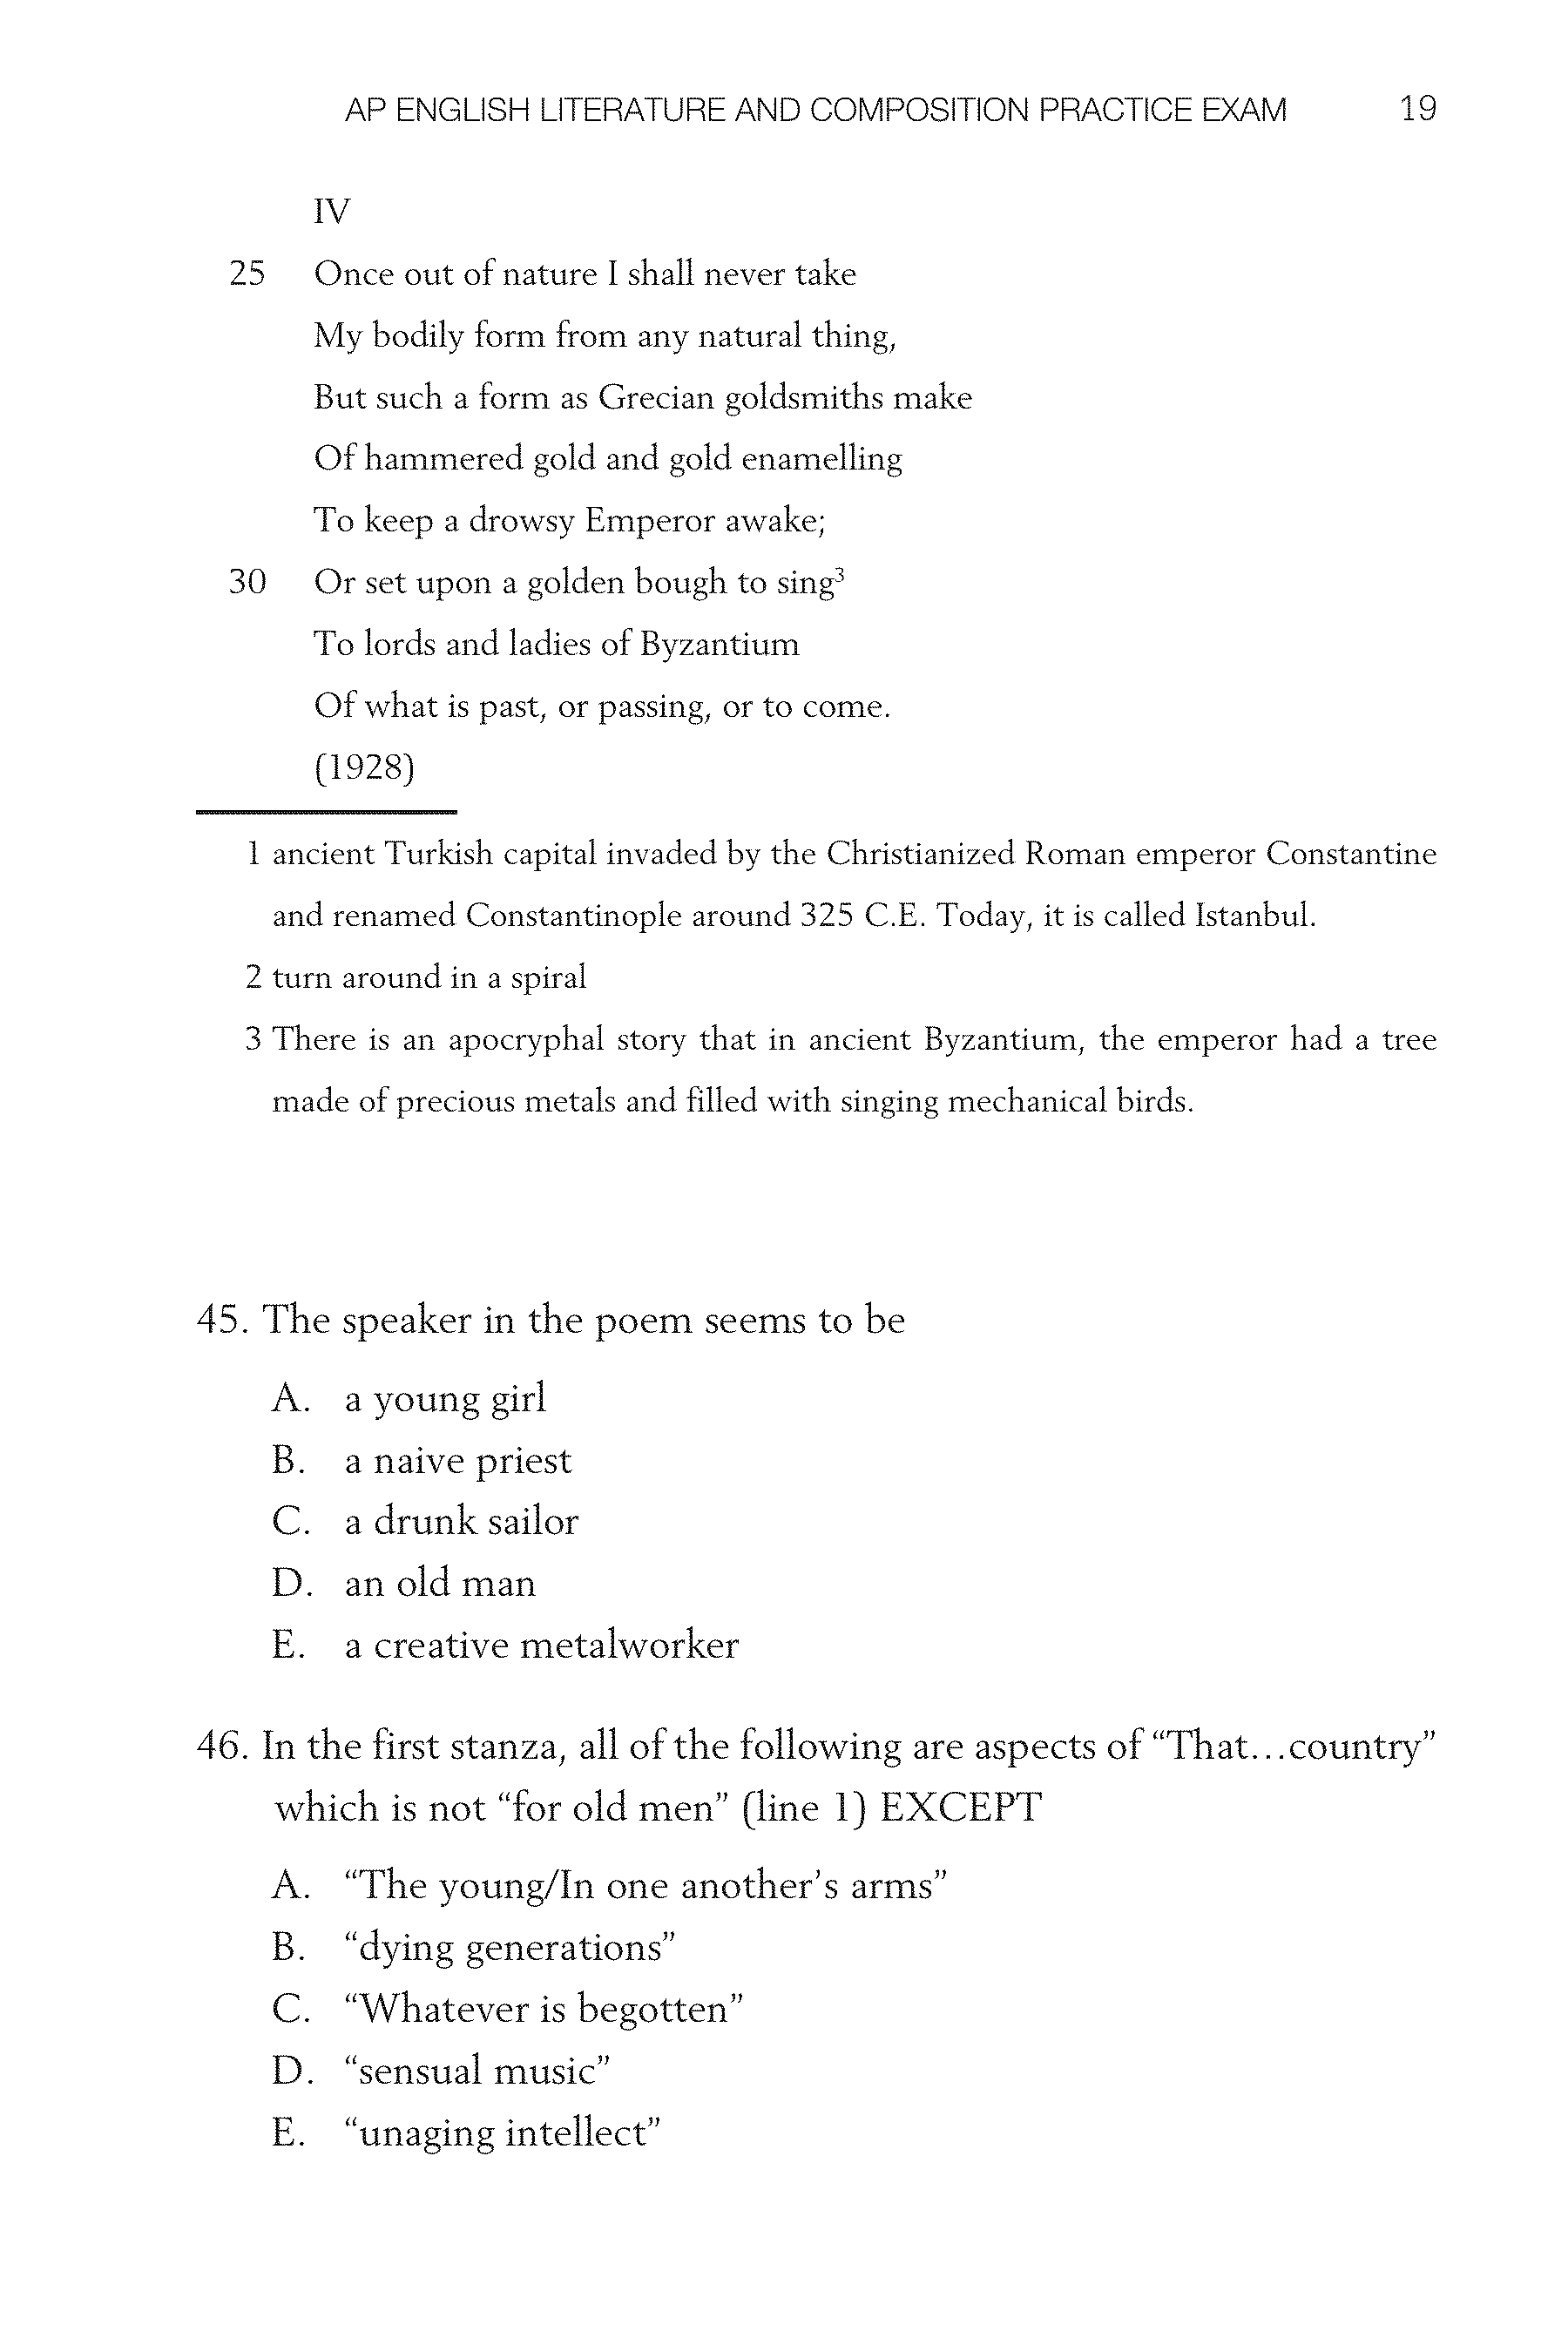 AP ENGLISH LITERATURE AND COMPOSITION PRACTICE EXAM 19
IV
25 Once out of nature I shall never take
My bodily form from any natural thing,
But such a form as Grecian goldsmiths make
Of hammered gold and gold enamelling
To keep a drowsy Emperor awake;
30 Or set upon a golden bough to sing3
To lords and ladies of Byzantium
Of what is past, or passing, or to come.
(1928)
1 ancient Turkish capital invaded by the Christianized Roman emperor Constantine
and renamed Constantinople around 325 C.E. Today, it is called Istanbul.
2 turn around in a spiral
3 There is an apocryphal story that in ancient Byzantium, the emperor had a tree
made of precious metals and filled with singing mechanical birds.
45. The speaker in the poem seems to be
A. a young girl
B. a naive priest
C. a drunk sailor
D. an old man
E. a creative metalworker
46. In the first stanza, all of the following are aspects of “That...country”
which is not “for old men” (line 1) EXCEPT
A. “The young/In one another’s arms”
B. “dying generations”
C. “Whatever is begotten”
D. “sensual music”
E. “unaging intellect”